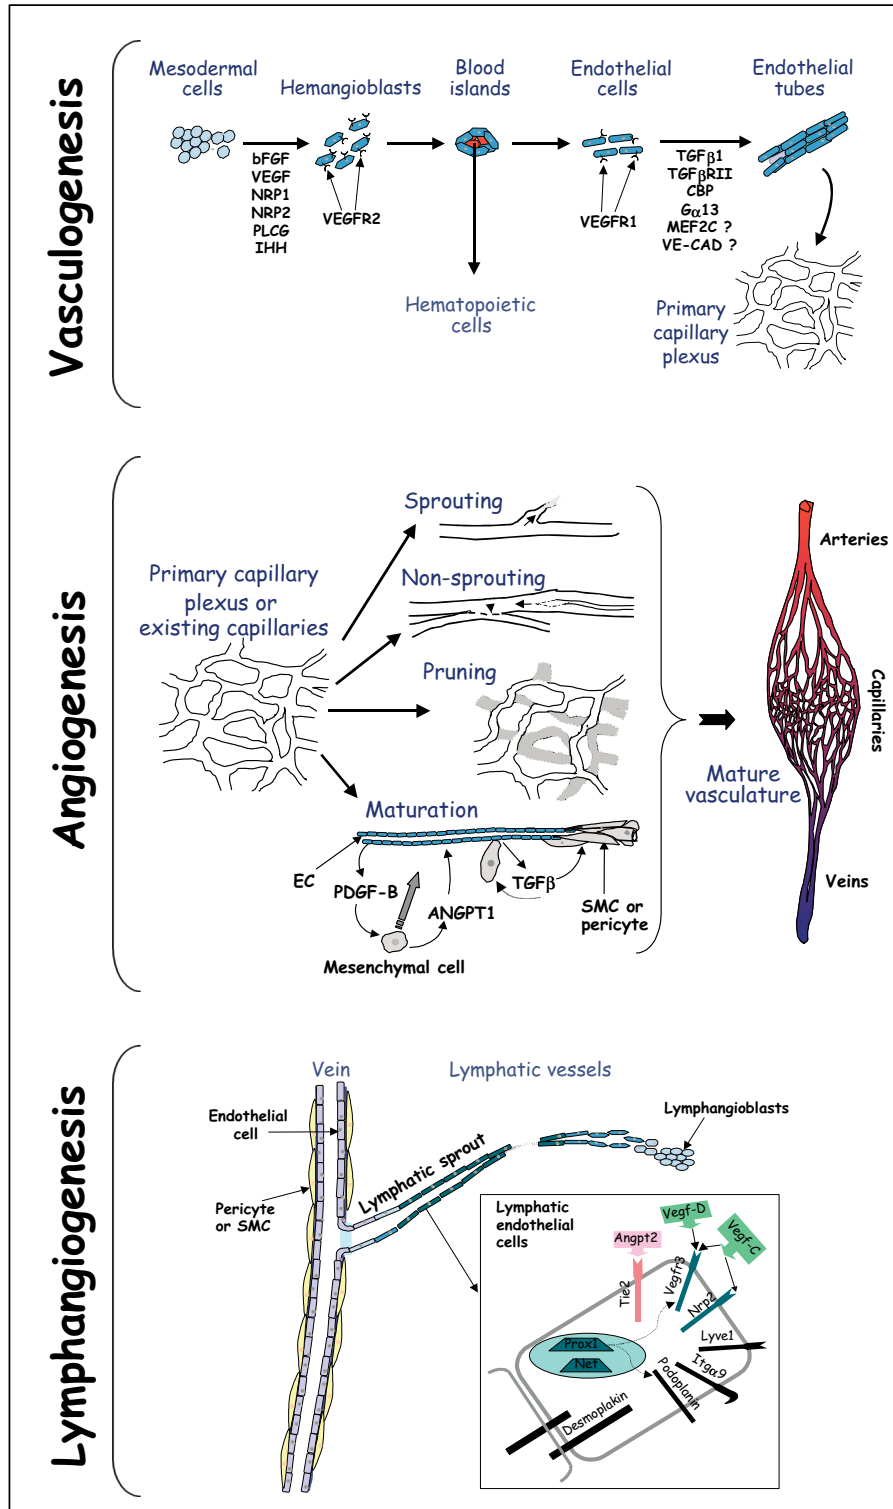 Vasculogenesis
Mesodermal
cells
Hemangioblasts
Blood
islands
Endothelial
cells
Endothelial
tubes
bFGF
VEGF
NRP1
NRP2
PLCG
IHH
VEGFR2
VEGFR1
TGFβ1
TGFβRII
CBP
Gα13
MEF2C ?
VE-CAD ?
Hematopoietic
cells
Primary
capillary
plexus
Angiogenesis
Primary capillary
plexus or
existing capillaries
Sprouting
Non-sprouting
Pruning
Maturation
EC
PDGF-B
ANGPT1
TGFβ
SMC or
pericyte
Mesenchymal cell
Mature
vasculature
Arteries
Capillaries
Veins
Lymphangiogenesis
Vein
Lymphatic vessels
Endothelial
cell
Pericyte
or SMC
Lymphatic sprout
Lymphangioblasts
Lymphatic
endothelial
cells
Angpt2
Vegf-D
Vegf-C
Tie2
Vegfr3
Nrp2
Lyve1
Itgα9
Podoplanin
Prox1
Net
Desmoplakin